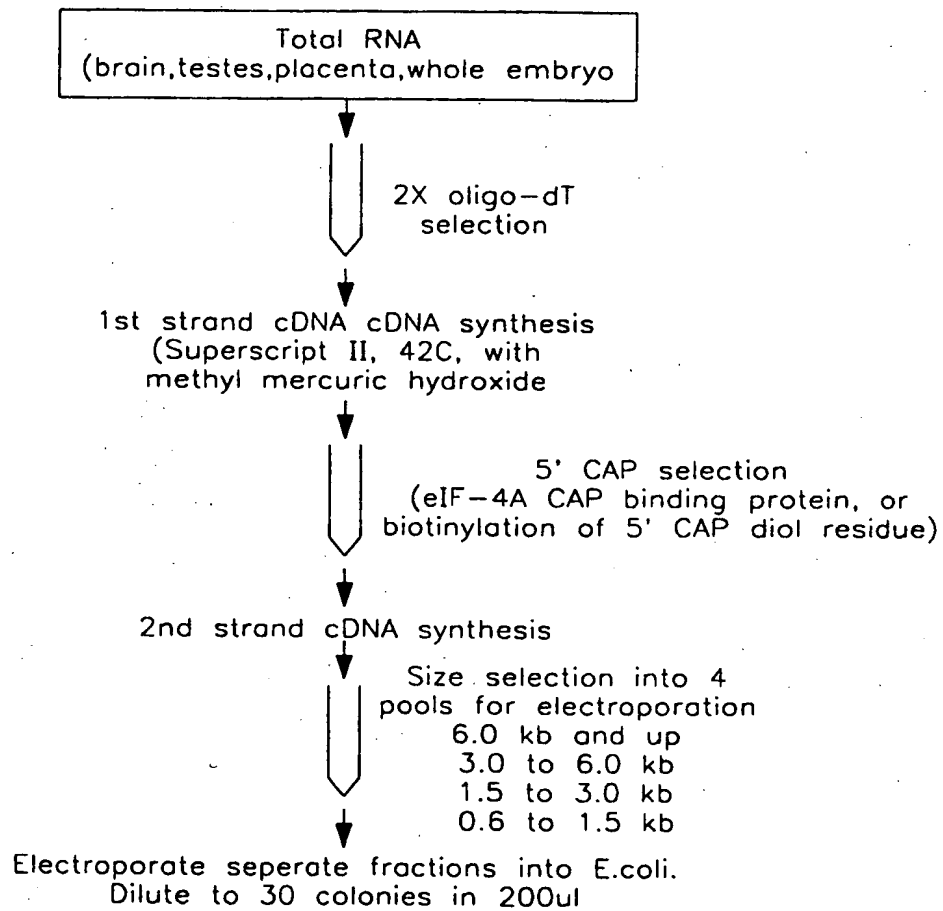 Total RNA
(brain,testes,placenta,whole embryo
2X oligo-dT
selection
1st strand cDNA cDNA synthesis
(Superscript II, 42C, with
methyl mercuric hydroxide
5' CAP selection
(eIF-4A CAP binding protein, or
biotinylation of 5' CAP diol residue)
2nd strand cDNA synthesis
Size selection into 4
pools for electroporation
6.0 kb and up
3.0 to 6.0 kb
1.5 to 3.0 kb
0.6 to 1.5 kb
Electroporate seperate fractions into E.coli.
Dilute to 30 colonies in 200ul